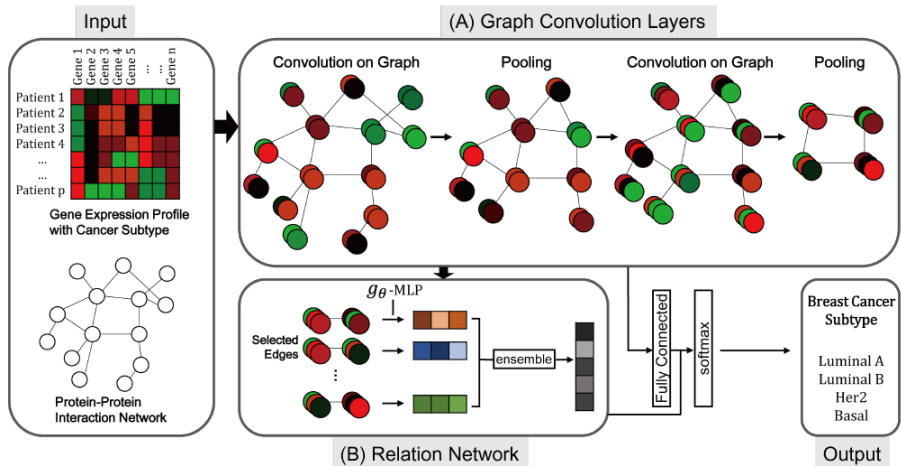 Input
(A) Graph Convolution Layers
Gene 1
Gene 2
Gene 3
Gene 4
Gene 5
...
...
Gene n
Patient 1
Patient 2
Patient 3
Patient 4
...
...
Patient p
Gene Expression Profile
with Cancer Subtype
Protein-Protein
Interaction Network
Convolution on Graph
Pooling
Convolution on Graph
Pooling
gθ-MLP
Selected
Edges
...
ensemble
(B) Relation Network
Fully Connected
softmax
Breast Cancer
Subtype
Luminal A
Luminal B
Her2
Basal
Output